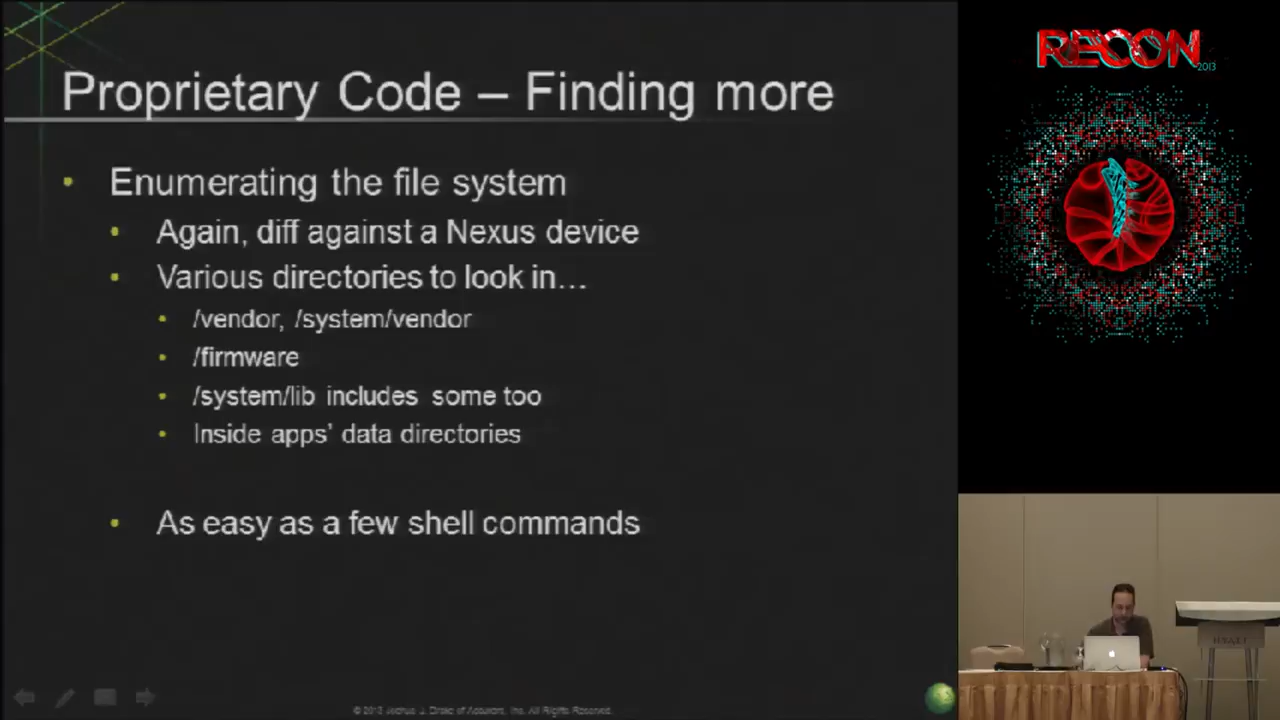 Proprietary Code – Finding more
• Enumerating the file system
• Again, diff against a Nexus device
• Various directories to look in…
• /vendor, /system/vendor
• /firmware
• /system/lib includes some too
• Inside apps’ data directories
• As easy as a few shell commands
RECON
2013
HYATT